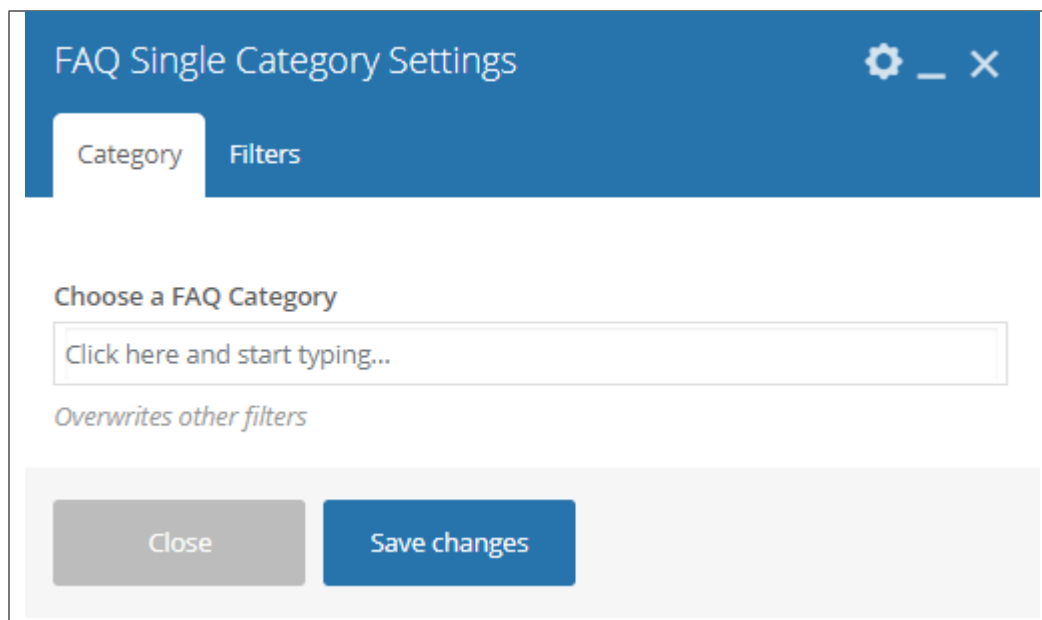 FAQ Single Category Settings
Category Filters
Choose a FAQ Category
Click here and start typing...
Overwrites other filters
Close Save changes